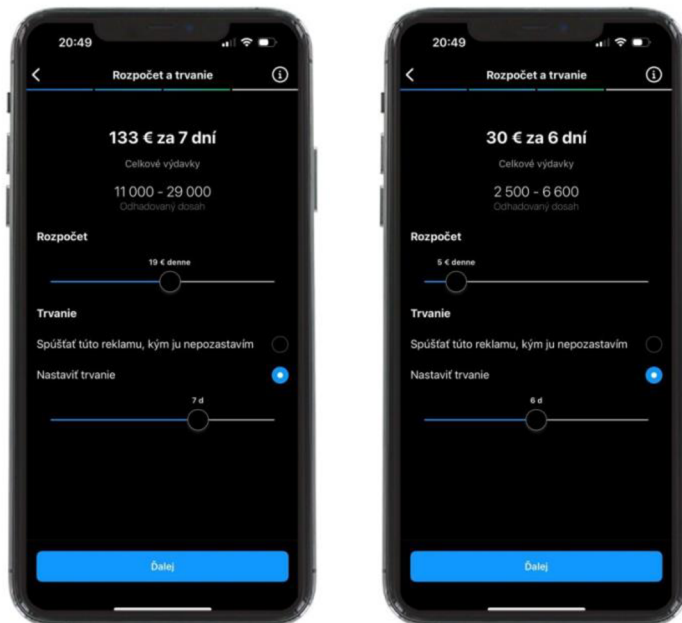 20:49
Rozpočet a trvanie
133 € za 7 dní
Celkové výdavky
11 000 - 29 000
Odhadovaný dosah
Rozpočet
19 € denne
Trvanie
Spúšťať túto reklamu, kým ju nepozastavím
Nastaviť trvanie
7 d
Ďalej
20:49
Rozpočet a trvanie
30 € za 6 dní
Celkové výdavky
2 500 - 6 600
Odhadovaný dosah
Rozpočet
5 € denne
Trvanie
Spúšťať túto reklamu, kým ju nepozastavím
Nastaviť trvanie
6 d
Ďalej